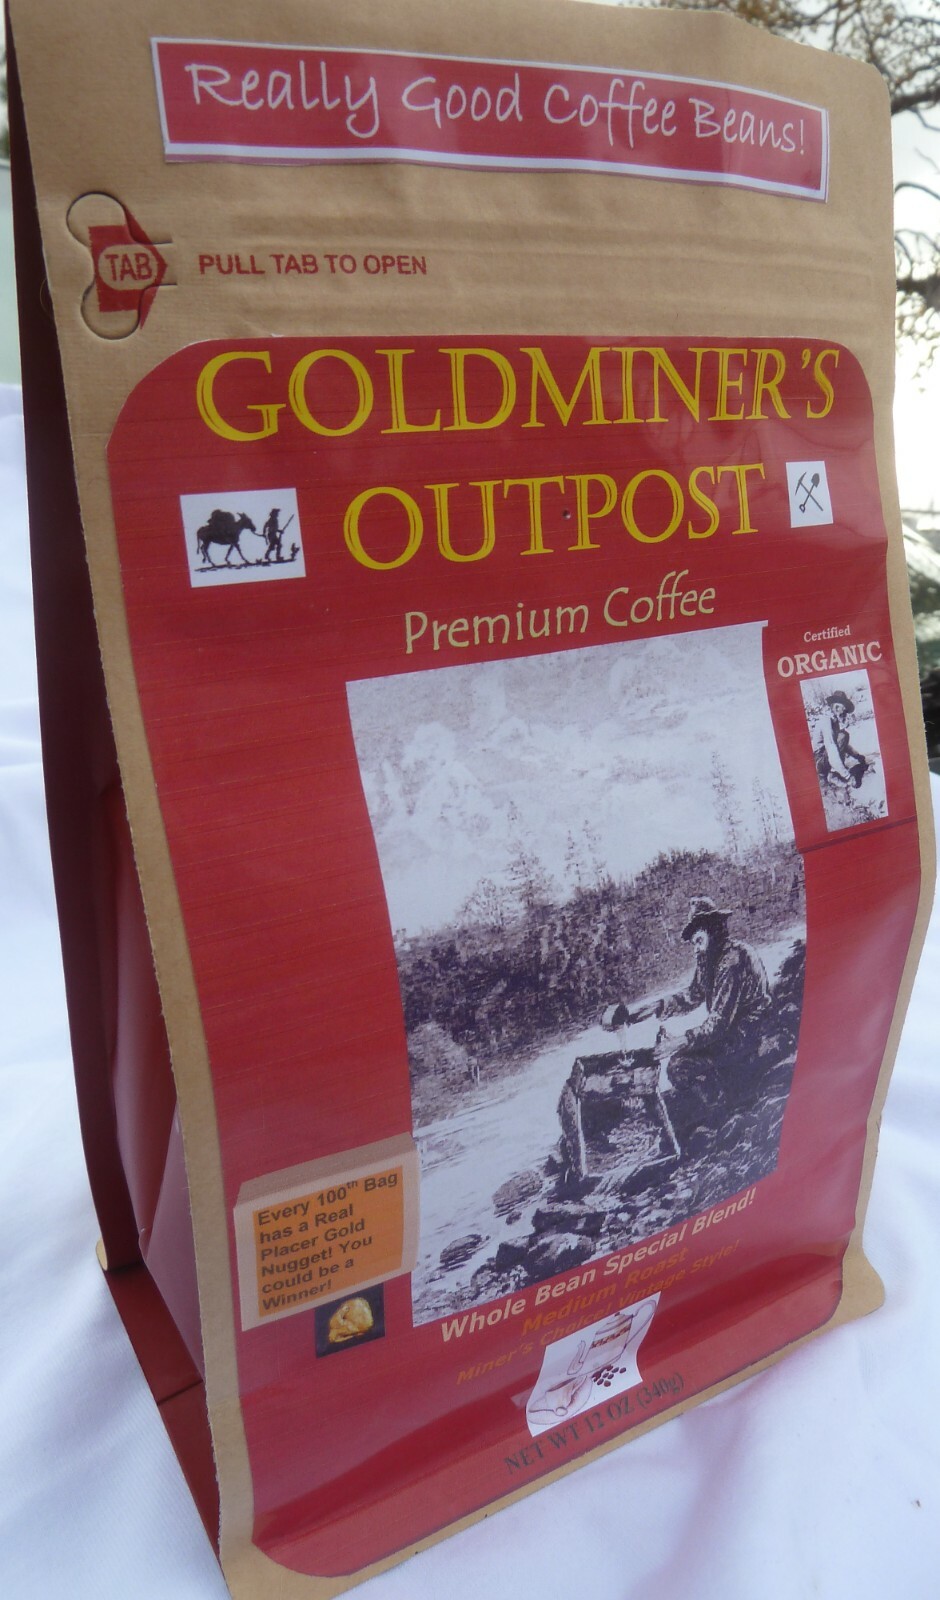 Really Good Coffee Beans!
TAB
PULL TAB TO OPEN
GOLDMINER'S
OUTPOST
Premium Coffee
Certified
ORGANIC
Every 100th Bag
has a Real
Placer Gold
Nugget! You
could be a
Winner!
Whole Bean Special Blend!
Medium Roast
Miner's Choice! Vintage Style!
NET WT 12 OZ (340g)